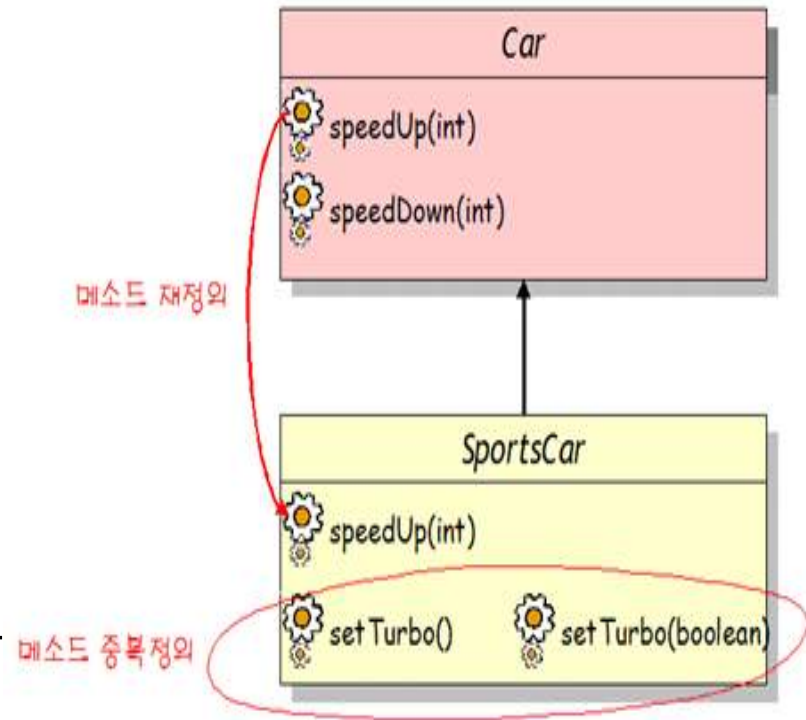 Car
speedUp(int)
speedDown(int)
메소드 재정의
SportsCar
speedUp(int)
setTurbo() setTurbo(boolean)
메소드 중복정의